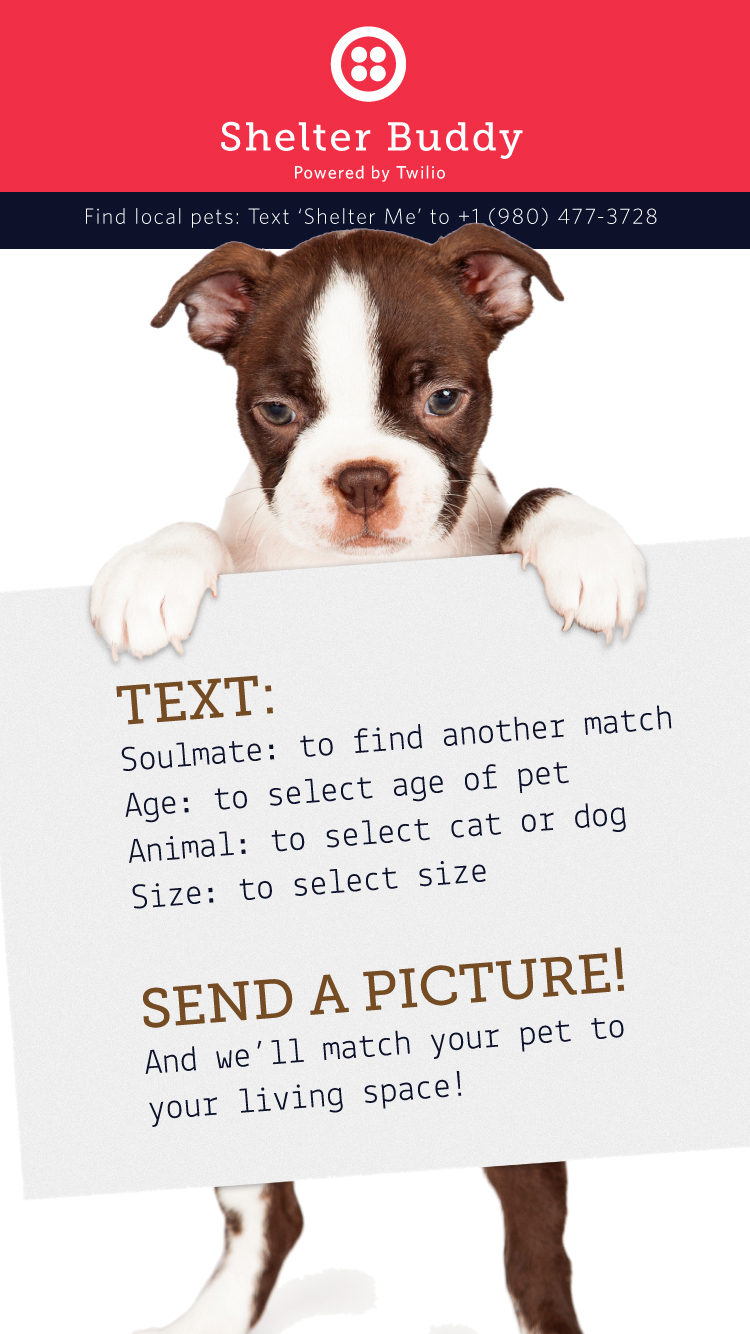 Shelter Buddy
Powered by Twilio
Find local pets: Text ‘Shelter Me’ to +1 (980) 477-3728
TEXT:
Soulmate: to find another match
Age: to select age of pet
Animal: to select cat or dog
Size: to select size
SEND A PICTURE!
And we’ll match your pet to
your living space!